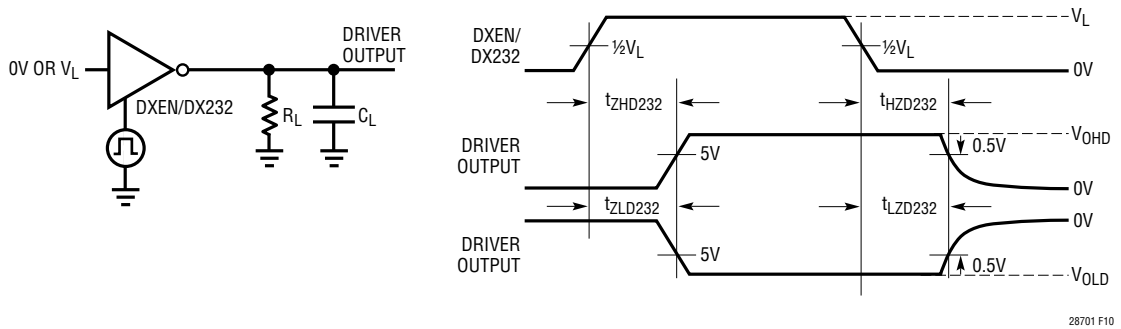 0V OR VL
DXEN/DX232
DRIVER
OUTPUT
RL
CL
DXEN/
DX232
½VL
½VL
VL
0V
tZHD232
tHZD232
DRIVER
OUTPUT
5V
VOHD
0.5V
0V
tZLD232
tLZD232
0V
DRIVER
OUTPUT
5V
0.5V
VOLD
28701 F10